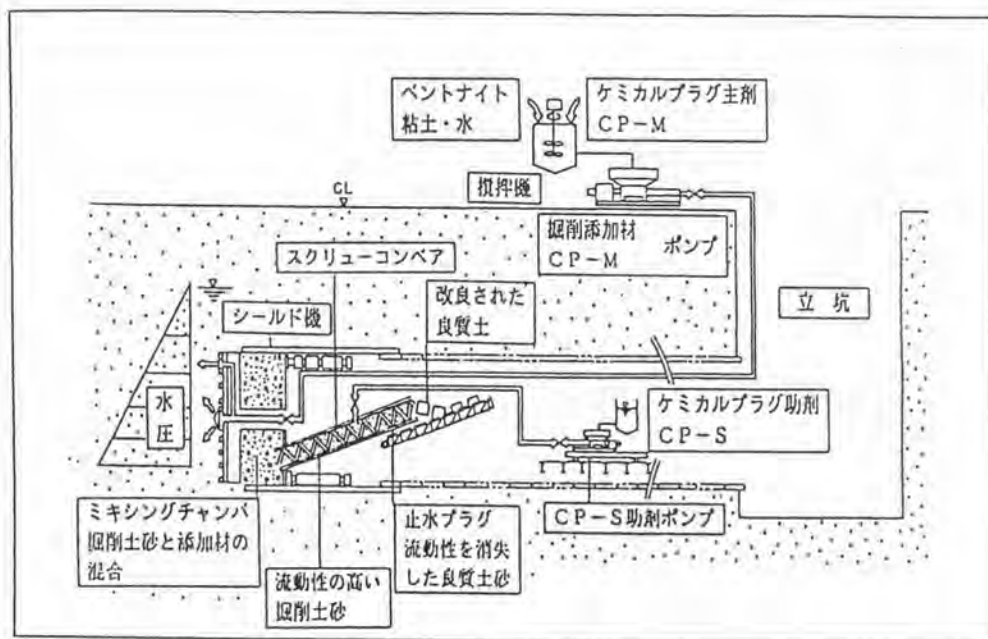 ベントナイト
粘土・水
ケミカルプラグ主剤
CP-M
撹拌機
GL
掘削添加材
CP-M
ポンプ
スクリューコンベア
改良された
良質土
立坑
シールド機
水
圧
ケミカルプラグ助剤
CP-S
ミキシングチャンバ
掘削土砂と添加材の
混合
止水プラグ
流動性を消失
した良質土砂
CP-S助剤ポンプ
流動性の高い
掘削土砂